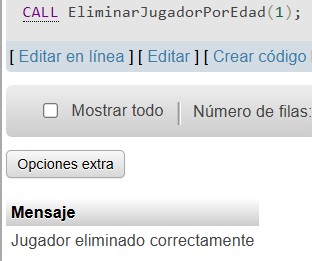 CALL EliminarJugadorPorEdad(1);
[ Editar en línea ] [ Editar ] [ Crear código
Mostrar todo | Número de filas:
Opciones extra
Mensaje
Jugador eliminado correctamente